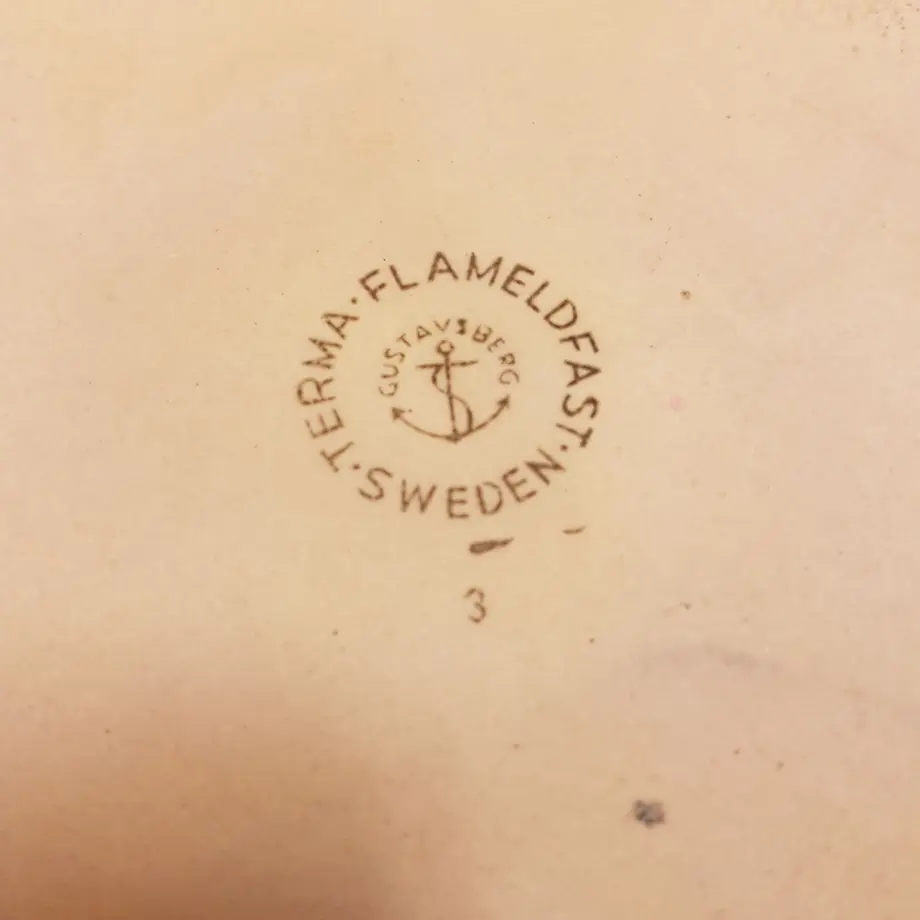 TERMA · FLAMELDFAST · SWEDEN ·
GUSTAVSBERG
3